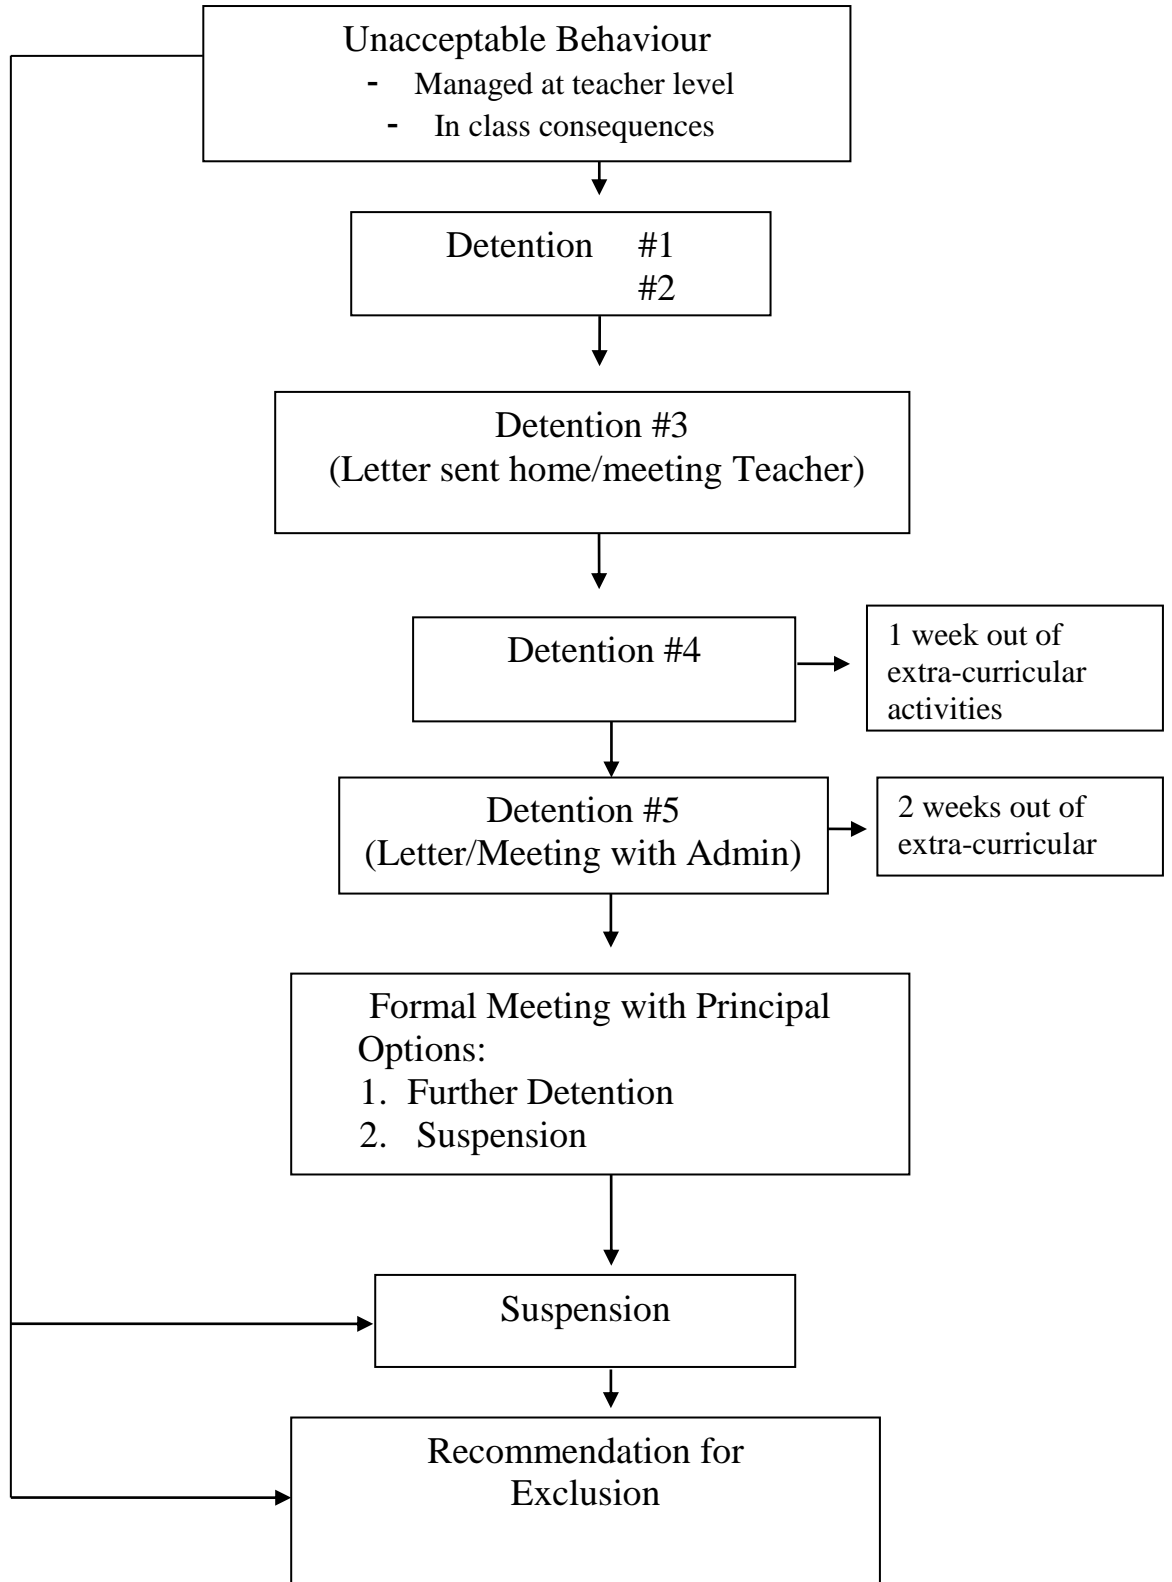 Unacceptable Behaviour
- Managed at teacher level
- In class consequences
Detention #1
#2
Detention #3
(Letter sent home/meeting Teacher)
Detention #4
1 week out of
extra-curricular
activities
Detention #5
(Letter/Meeting with Admin)
2 weeks out of
extra-curricular
Formal Meeting with Principal
Options:
1. Further Detention
2. Suspension
Suspension
Recommendation for
Exclusion